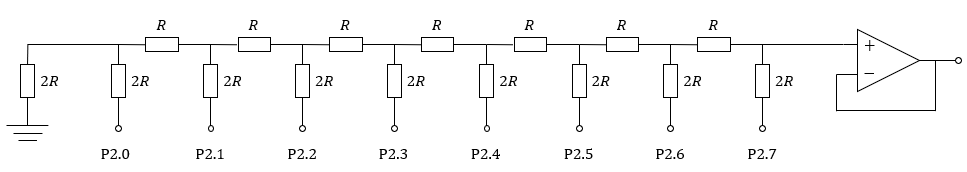 R R R R R R R
2R 2R 2R 2R 2R 2R 2R 2R 2R
+
−
P2.0 P2.1 P2.2 P2.3 P2.4 P2.5 P2.6 P2.7